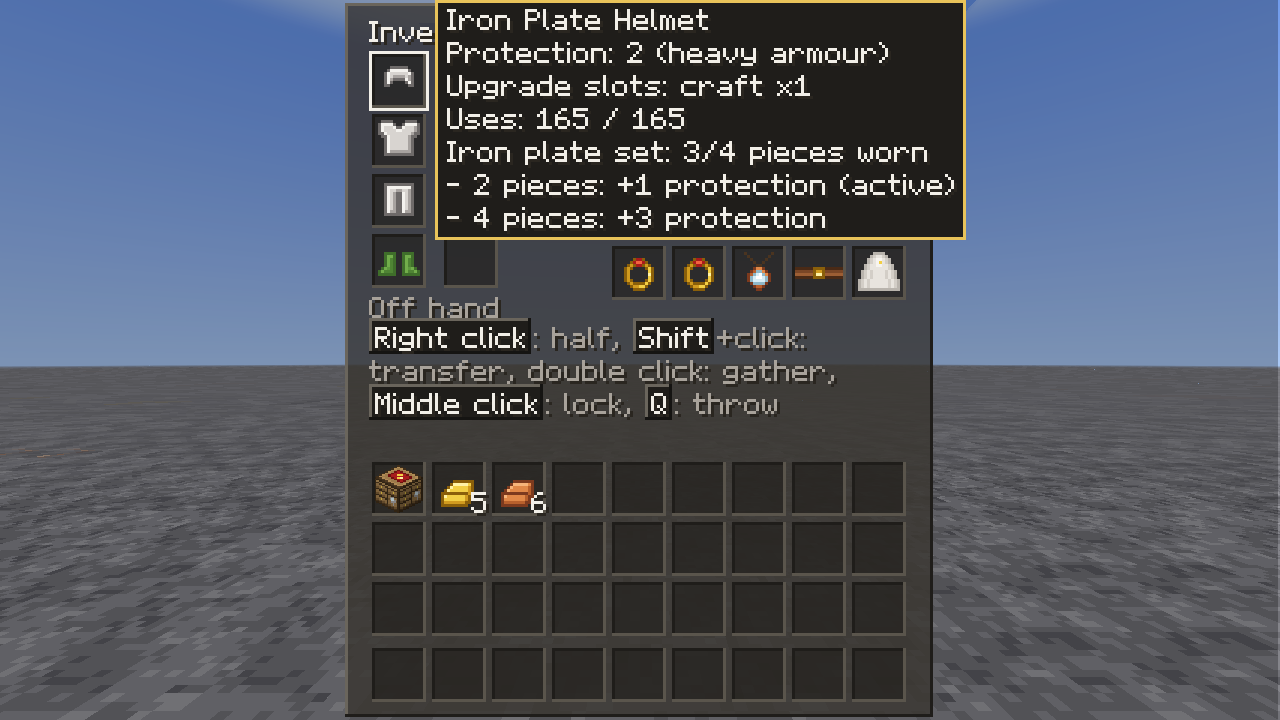 Inve
Iron Plate Helmet
Protection: 2 (heavy armour)
Upgrade slots: craft x1
Uses: 165 / 165
Iron plate set: 3/4 pieces worn
- 2 pieces: +1 protection (active)
- 4 pieces: +3 protection
Off hand
Right click: half, Shift+click:
transfer, double click: gather,
Middle click: lock, Q: throw
5 6